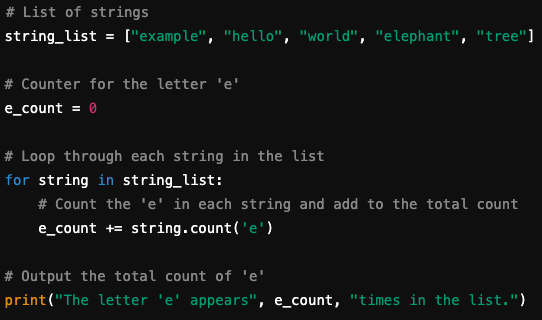 # List of strings
string_list = ["example", "hello", "world", "elephant", "tree"]
# Counter for the letter 'e'
e_count = 0
# Loop through each string in the list
for string in string_list:
    # Count the 'e' in each string and add to the total count
    e_count += string.count('e')
# Output the total count of 'e'
print("The letter 'e' appears", e_count, "times in the list.")